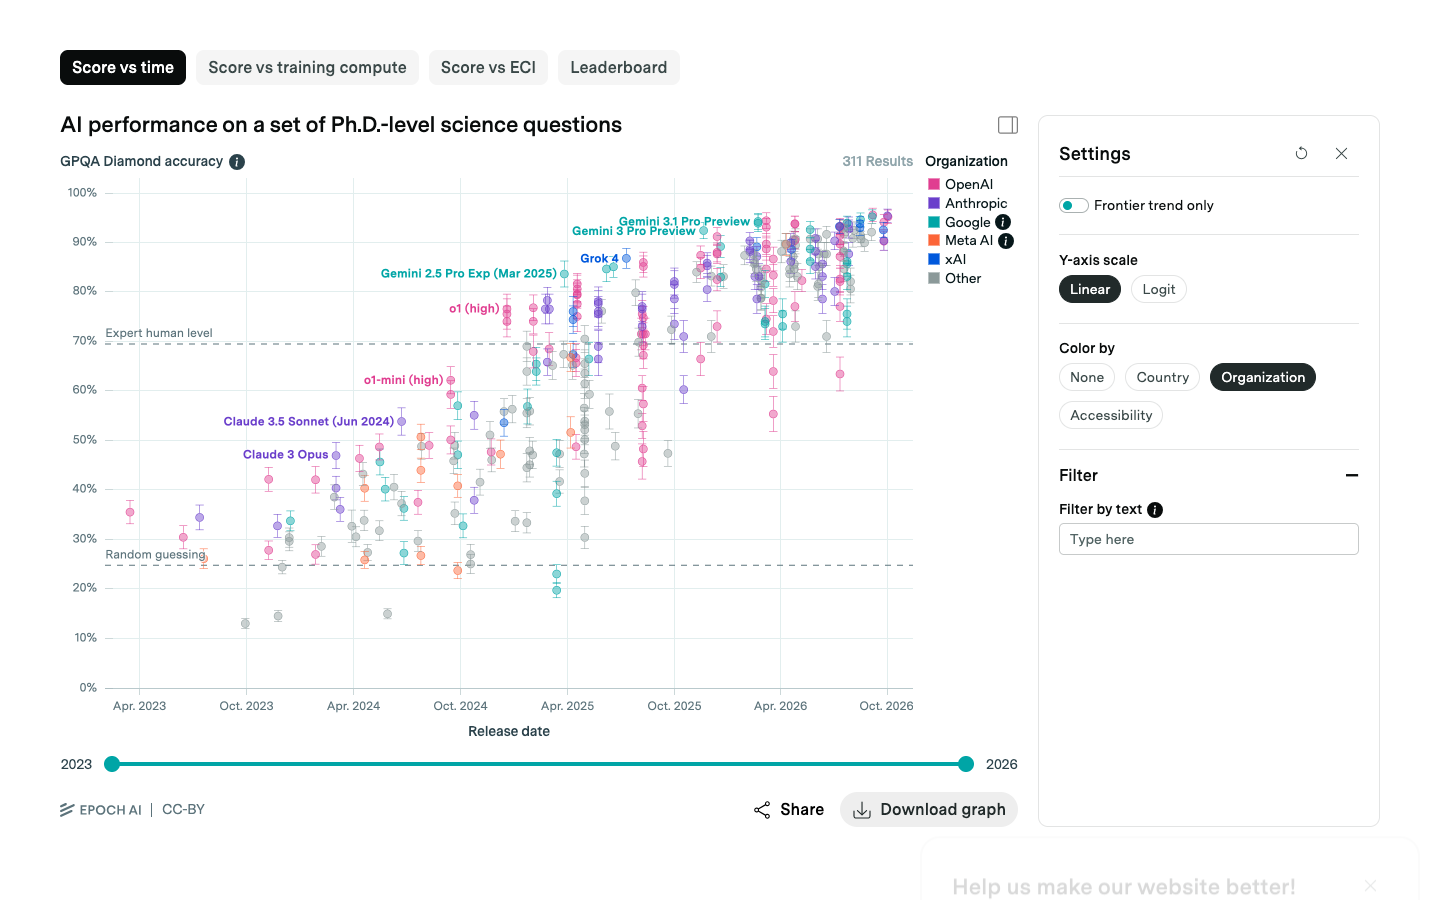 Score vs time
Score vs training compute
Score vs ECI
Leaderboard
AI performance on a set of Ph.D.-level science questions
GPQA Diamond accuracy
311 Results
Organization
OpenAI
Anthropic
Google
Meta AI
xAI
Other
100%
90%
80%
70%
60%
50%
40%
30%
20%
10%
0%
Gemini 3.1 Pro Preview
Gemini 3 Pro Preview
Grok 4
Gemini 2.5 Pro Exp (Mar 2025)
o1 (high)
Expert human level
o1-mini (high)
Claude 3.5 Sonnet (Jun 2024)
Claude 3 Opus
Random guessing
Apr. 2023
Oct. 2023
Apr. 2024
Oct. 2024
Apr. 2025
Oct. 2025
Apr. 2026
Oct. 2026
Release date
2023
2026
EPOCH AI | CC-BY
Share
Download graph
Settings
Frontier trend only
Y-axis scale
Linear
Logit
Color by
None
Country
Organization
Accessibility
Filter
Filter by text
Type here
Help us make our website better!